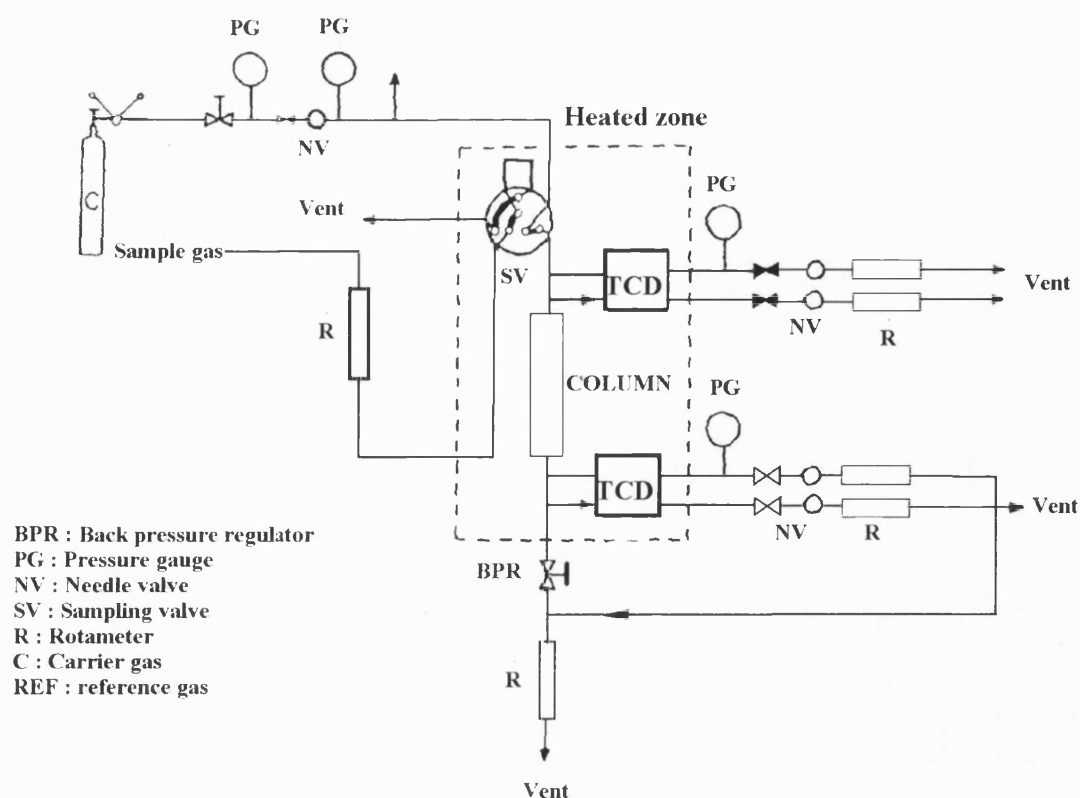 PG
PG
Heated zone
NV
PG
C
Vent
Sample gas
SV
TCD
Vent
NV
R
R
COLUMN
PG
TCD
Vent
NV
R
BPR : Back pressure regulator
PG : Pressure gauge
NV : Needle valve
SV : Sampling valve
R : Rotameter
C : Carrier gas
REF : reference gas
BPR
R
Vent